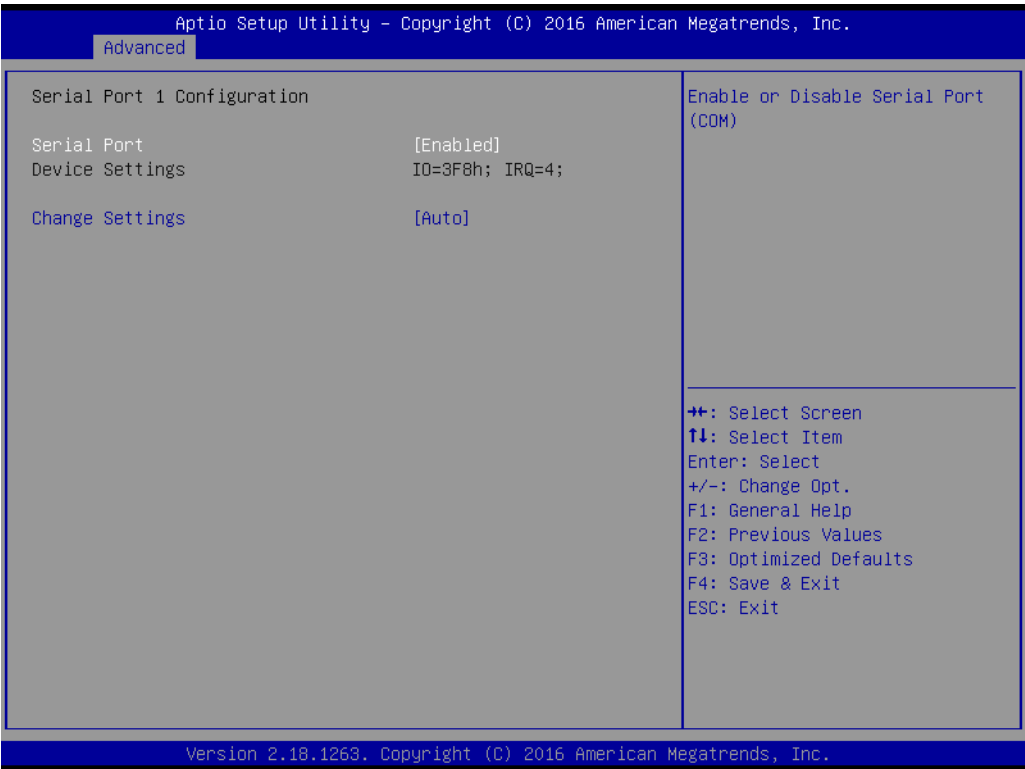 Aptio Setup Utility – Copyright (C) 2016 American Megatrends, Inc.
Advanced
Serial Port 1 Configuration
Serial Port [Enabled]
Device Settings IO=3F8h; IRQ=4;
Change Settings [Auto]
Enable or Disable Serial Port
(COM)
→←: Select Screen
↑↓: Select Item
Enter: Select
+/-: Change Opt.
F1: General Help
F2: Previous Values
F3: Optimized Defaults
F4: Save & Exit
ESC: Exit
Version 2.18.1263. Copyright (C) 2016 American Megatrends, Inc.